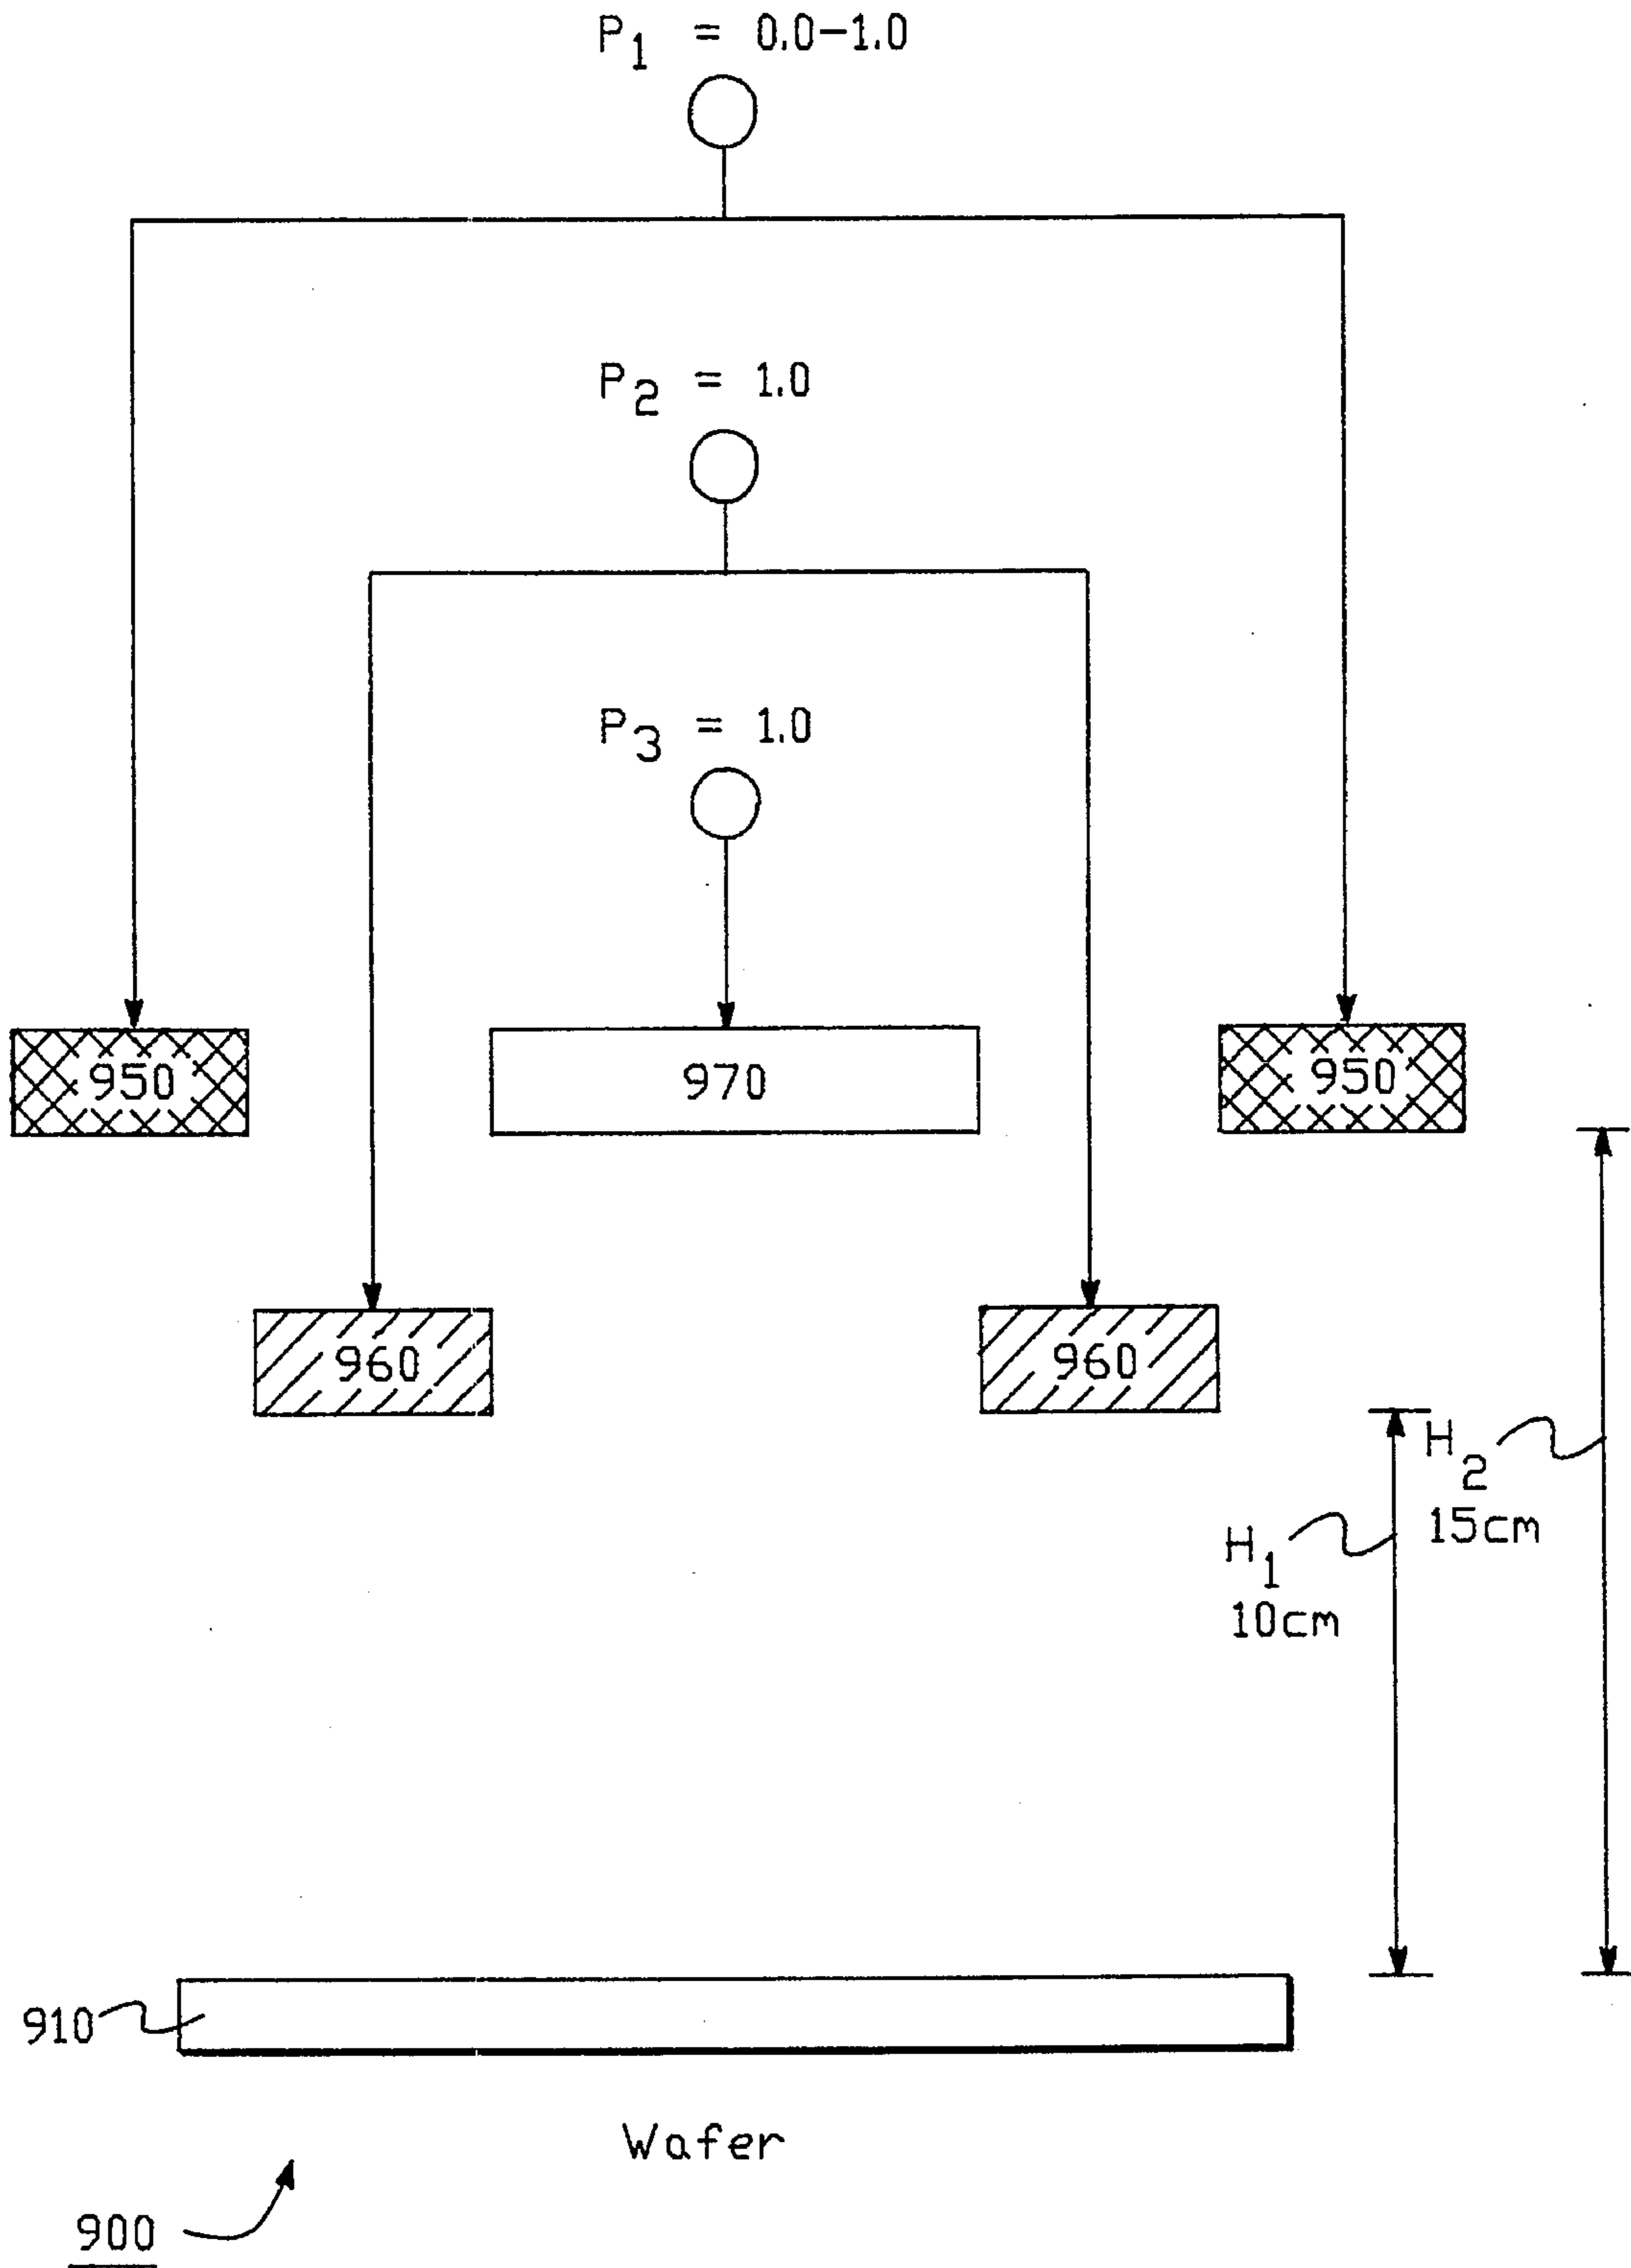 P1 = 0.0-1.0
P2 = 1.0
P3 = 1.0
950
970
950
960
960
H2
15cm
H1
10cm
910
Wafer
900